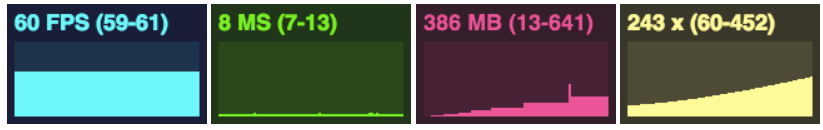 60 FPS (59-61)
8 MS (7-13)
386 MB (13-641)
243 x (60-452)